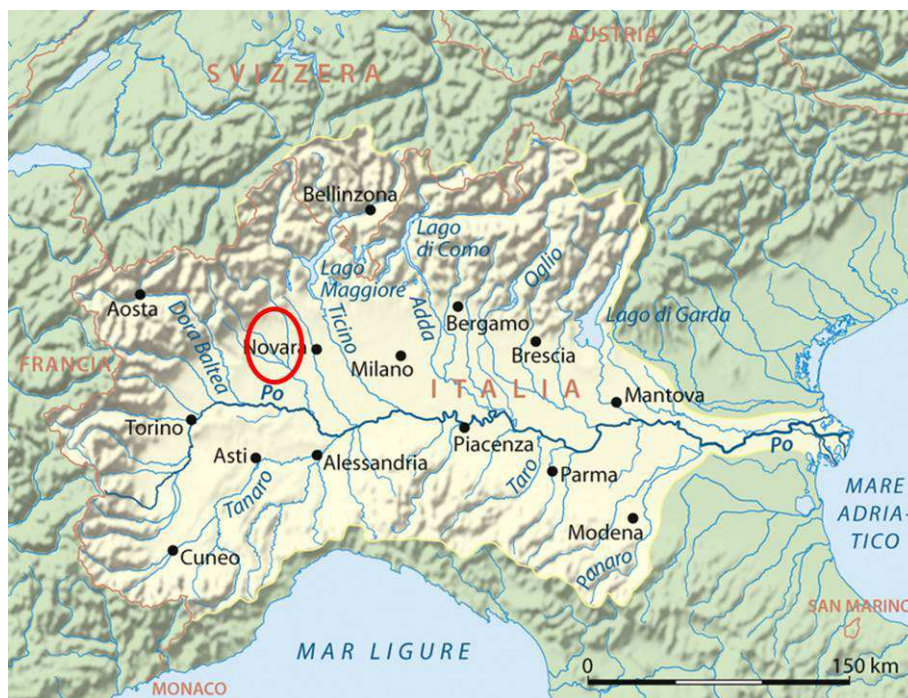 AUSTRIA
SVIZZERA
Bellinzona
Lago
di Como
Lago
Maggiore
Oglio
Aosta
Dora Baltea
Ticino
Adda
Bergamo
Lago di Garda
Novara
Milano
Brescia
FRANCIA
ITALIA
Po
Mantova
Torino
Piacenza
Po
Asti
Alessandria
Tanaro
Taro
Parma
MARE
ADRIA-
TICO
Modena
Cuneo
Panaro
SAN MARINO
MAR LIGURE
0 150 km
MONACO